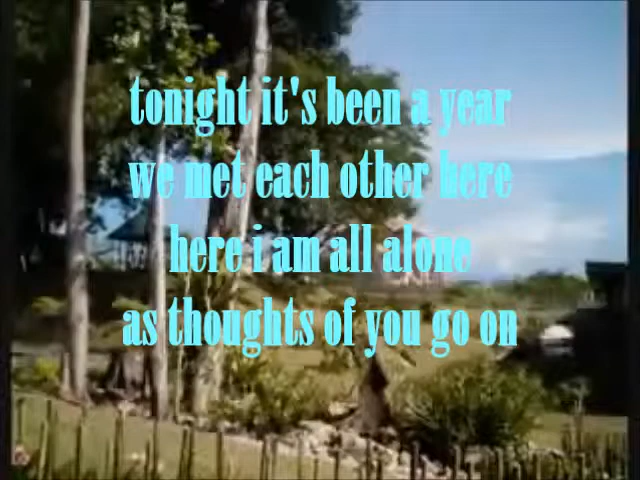 tonight it's been a year
we met each other here
here i am all alone
as thoughts of you go on